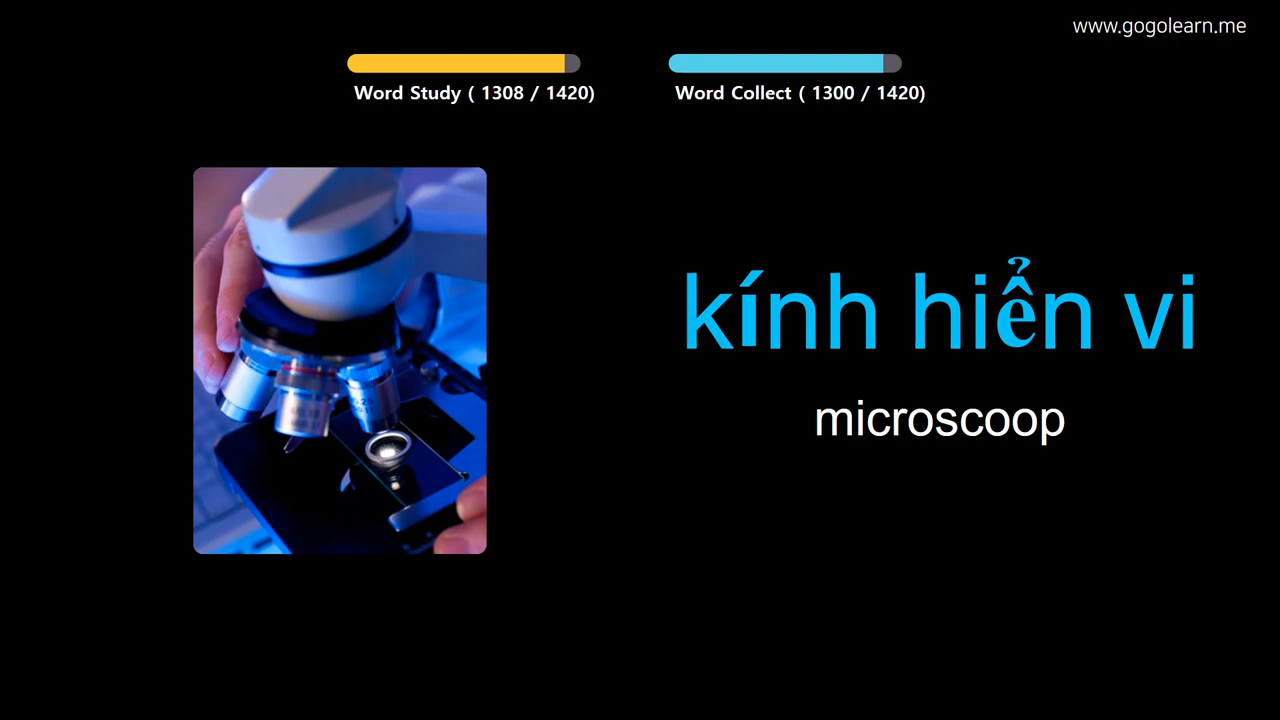 www.gogolearn.me
Word Study ( 1308 / 1420)
Word Collect ( 1300 / 1420)
kính hiển vi
microscoop